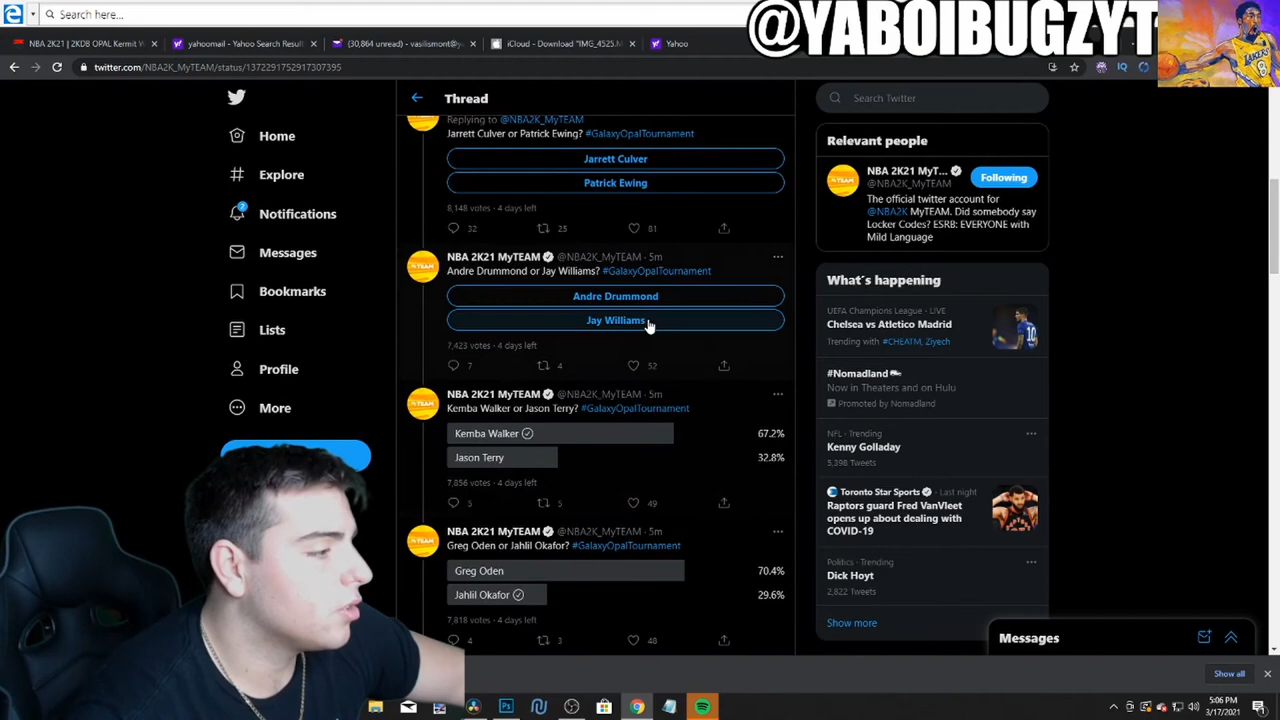 Search here...
@YABOIBUGZYT
NBA 2K21 | 2KDB OPAL Kermit W
yahoomail - Yahoo Search Result
(30,864 unread) - vasilismont@y
iCloud - Download "IMG_4525.M
Yahoo
twitter.com/NBA2K_MyTEAM/status/1372291752917307395
Home
Explore
2
Notifications
Messages
Bookmarks
Lists
Profile
More
Thread
Replying to @NBA2K_MyTEAM
Jarrett Culver or Patrick Ewing? #GalaxyOpalTournament
Jarrett Culver
Patrick Ewing
8,148 votes · 4 days left
32 25 81
NBA 2K21 MyTEAM @NBA2K_MyTEAM · 5m
Andre Drummond or Jay Williams? #GalaxyOpalTournament
Andre Drummond
Jay Williams
7,423 votes · 4 days left
7 4 52
NBA 2K21 MyTEAM @NBA2K_MyTEAM · 5m
Kemba Walker or Jason Terry? #GalaxyOpalTournament
Kemba Walker 67.2%
Jason Terry 32.8%
7,856 votes · 4 days left
5 5 49
NBA 2K21 MyTEAM @NBA2K_MyTEAM · 5m
Greg Oden or Jahlil Okafor? #GalaxyOpalTournament
Greg Oden 70.4%
Jahlil Okafor 29.6%
7,818 votes · 4 days left
4 3 48
Search Twitter
Relevant people
NBA 2K21 MyT...
@NBA2K_MyTEAM
Following
The official twitter account for
@NBA2K MyTEAM. Did somebody say
Locker Codes? ESRB: EVERYONE with
Mild Language
What's happening
UEFA Champions League · LIVE
Chelsea vs Atletico Madrid
Trending with #CHEATM, Ziyech
#Nomadland
Now in Theaters and on Hulu
Promoted by Nomadland
NFL · Trending
Kenny Golladay
5,398 Tweets
Toronto Star Sports · Last night
Raptors guard Fred VanVleet
opens up about dealing with
COVID-19
Politics · Trending
Dick Hoyt
2,822 Tweets
Show more
Messages
Show all
5:06 PM
3/17/2021